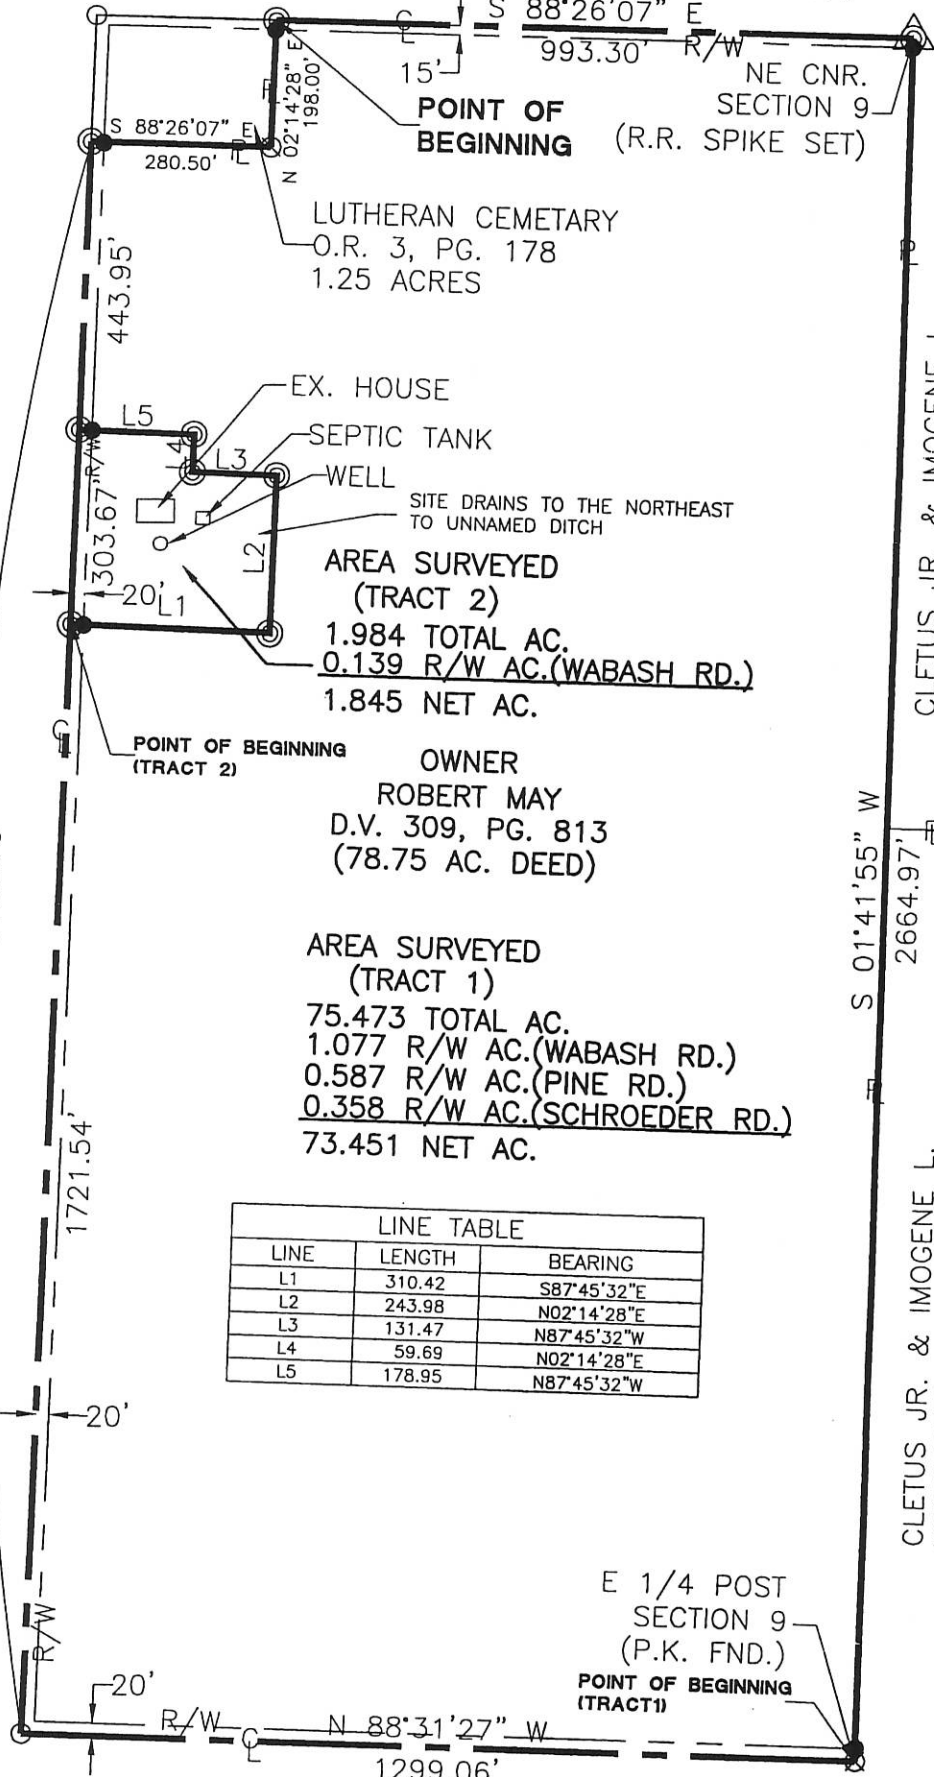 S 88°26'07" E
993.30'
R/W
15'
NE CNR.
SECTION 9
(R.R. SPIKE SET)
POINT OF
BEGINNING
N 02°14'28" E
198.00'
S 88°26'07" E
280.50'
LUTHERAN CEMETARY
O.R. 3, PG. 178
1.25 ACRES
443.95'
EX. HOUSE
L5
L4
L3
SEPTIC TANK
WELL
SITE DRAINS TO THE NORTHEAST
TO UNNAMED DITCH
R/W
303.67'
L2
20'
L1
AREA SURVEYED
(TRACT 2)
1.984 TOTAL AC.
0.139 R/W AC.(WABASH RD.)
1.845 NET AC.
POINT OF BEGINNING
(TRACT 2)
OWNER
ROBERT MAY
D.V. 309, PG. 813
(78.75 AC. DEED)
S 01°41'55" W
2664.97'
AREA SURVEYED
(TRACT 1)
75.473 TOTAL AC.
1.077 R/W AC.(WABASH RD.)
0.587 R/W AC.(PINE RD.)
0.358 R/W AC.(SCHROEDER RD.)
73.451 NET AC.
1721.54'
LINE TABLE
LINE LENGTH BEARING
L1 310.42 S87°45'32"E
L2 243.98 N02°14'28"E
L3 131.47 N87°45'32"W
L4 59.69 N02°14'28"E
L5 178.95 N87°45'32"W
20'
R/W
20'
E 1/4 POST
SECTION 9
(P.K. FND.)
POINT OF BEGINNING
(TRACT1)
R/W
N 88°31'27" W
1299.06'
CLETUS JR. & IMOGENE L.
CLETUS JR. & IMOGENE L.